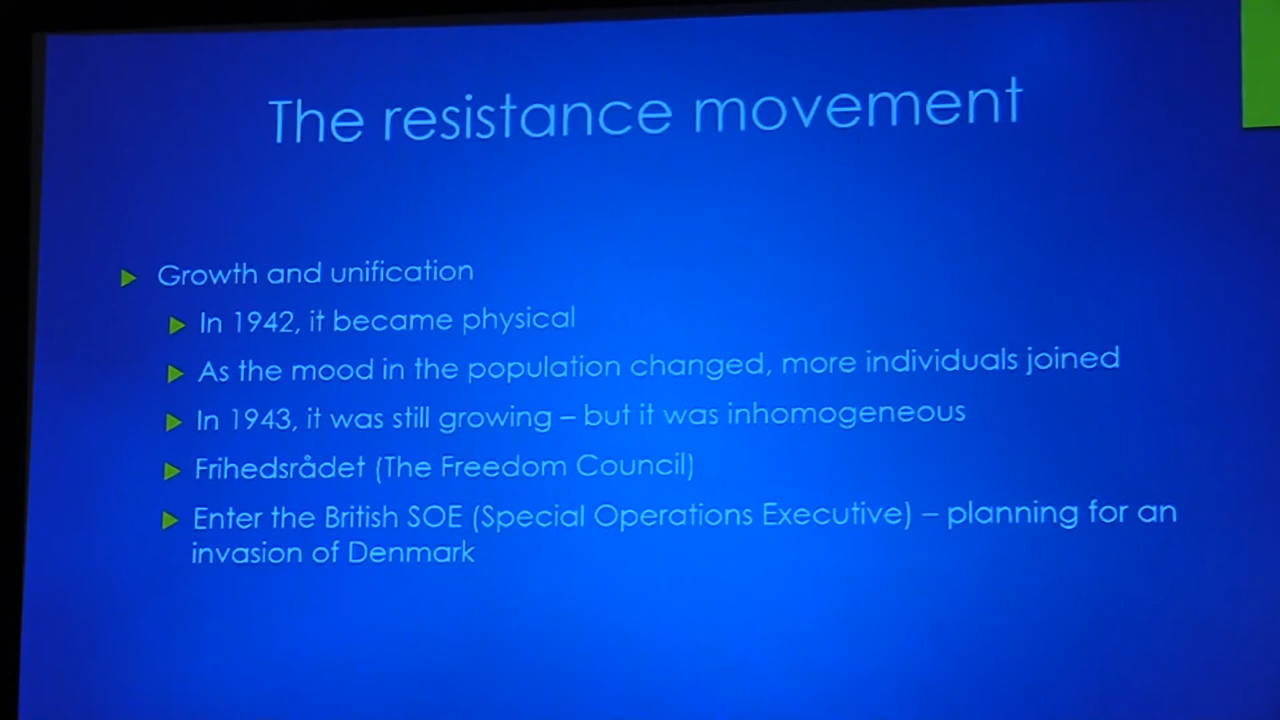 The resistance movement
Growth and unification
In 1942, it became physical
As the mood in the population changed, more individuals joined
In 1943, it was still growing – but it was inhomogeneous
Frihedsrådet (The Freedom Council)
Enter the British SOE (Special Operations Executive) – planning for an
invasion of Denmark